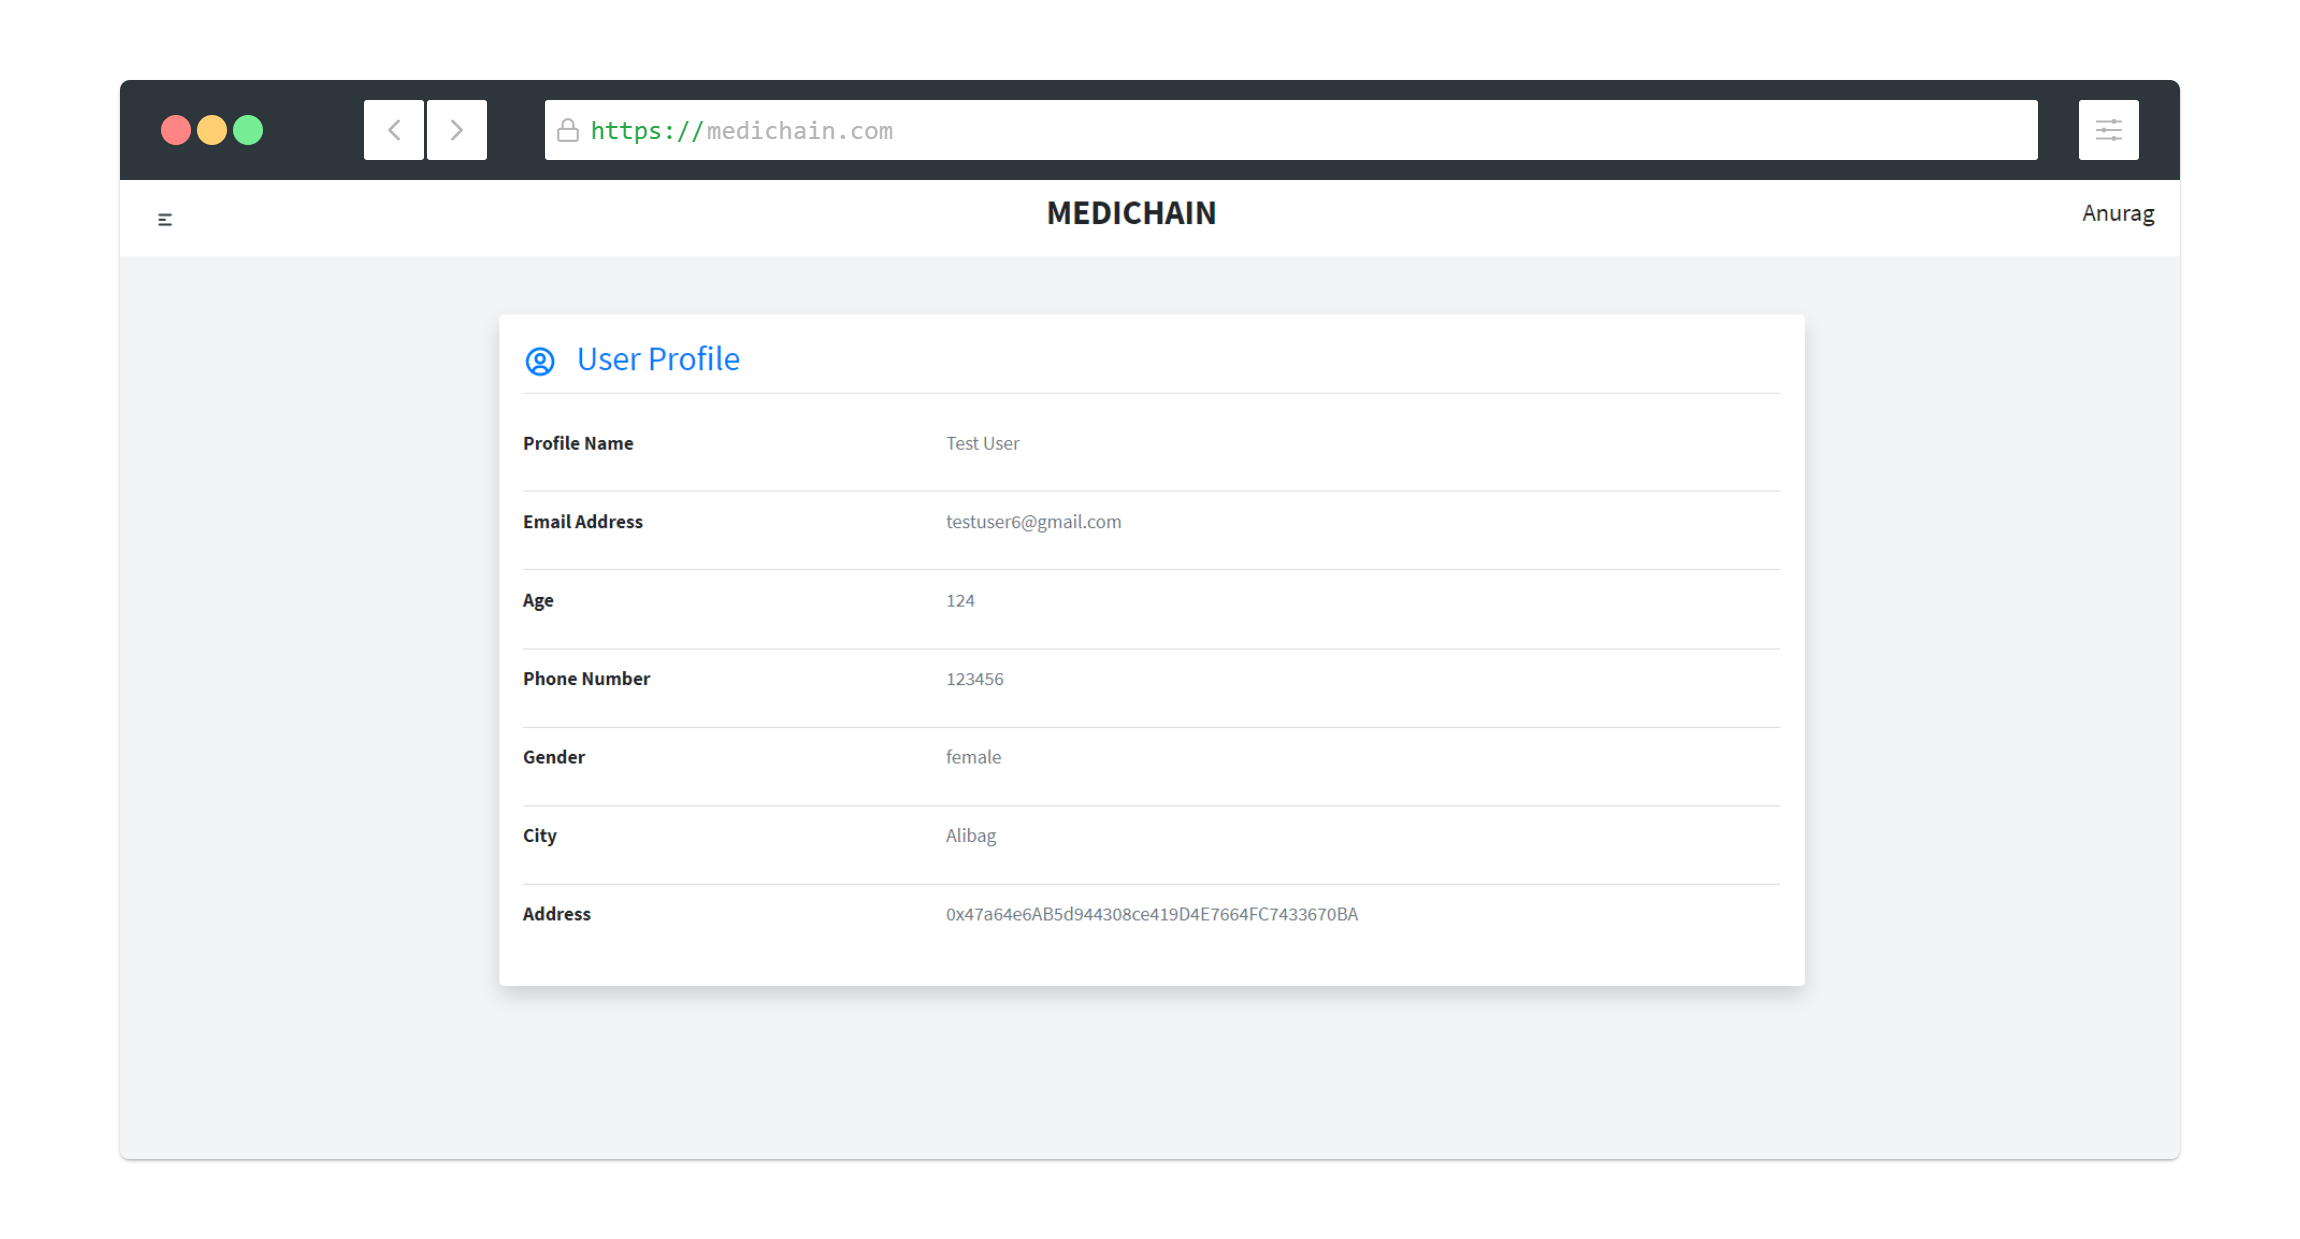 https://medichain.com
MEDICHAIN
Anurag
User Profile
Profile Name Test User
Email Address testuser6@gmail.com
Age 124
Phone Number 123456
Gender female
City Alibag
Address 0x47a64e6AB5d944308ce419D4E7664FC7433670BA